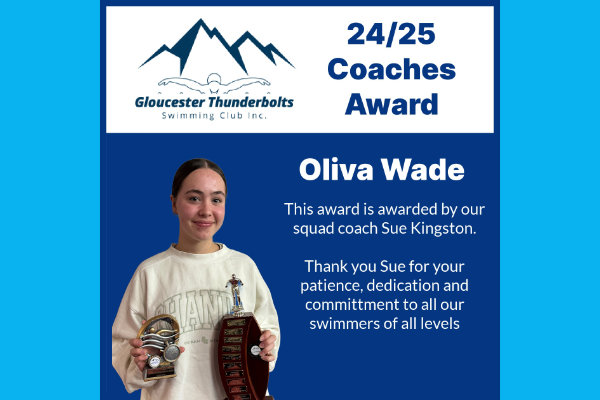 24/25
Coaches
Award
Gloucester Thunderbolts
Swimming Club Inc.
Oliva Wade
This award is awarded by our
squad coach Sue Kingston.
Thank you Sue for your
patience, dedication and
committment to all our
swimmers of all levels